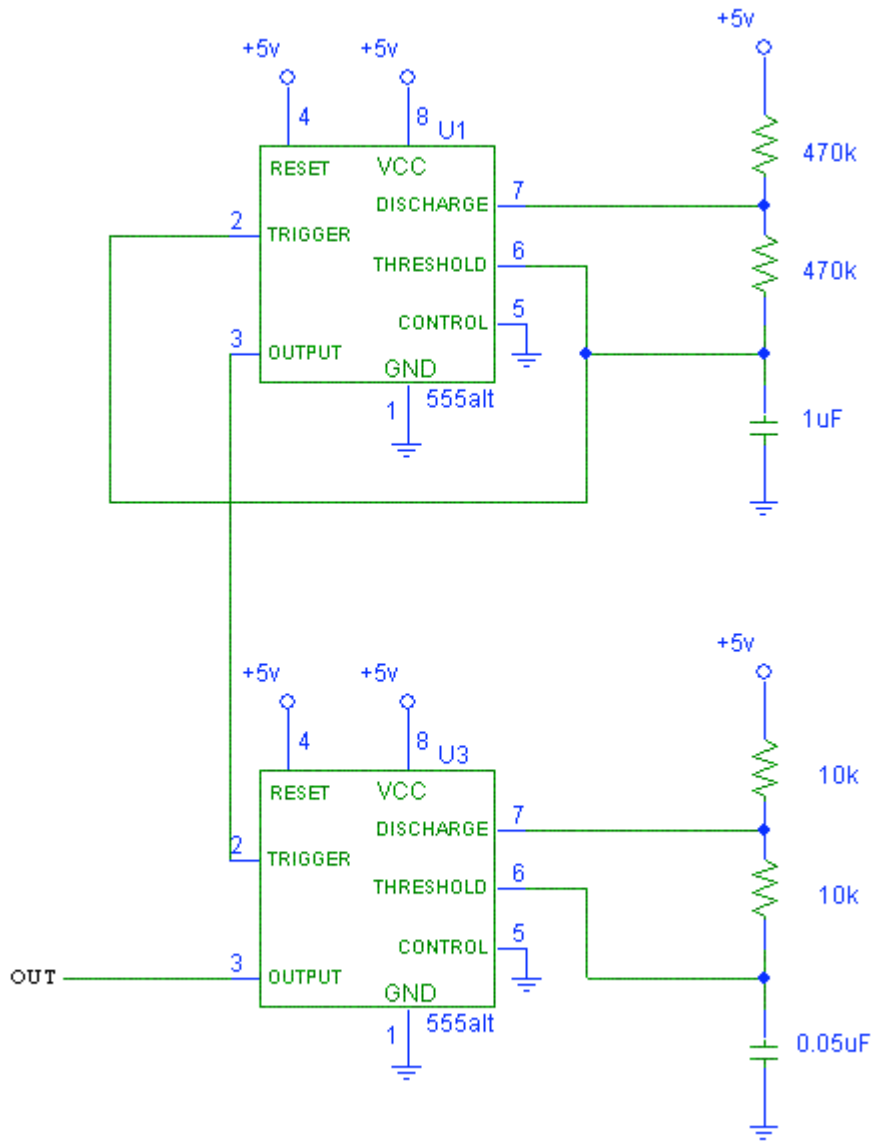 +5v
+5v
+5v
4
8
U1
470k
RESET
VCC
DISCHARGE
7
2
TRIGGER
THRESHOLD
6
470k
CONTROL
5
3
OUTPUT
GND
1
555alt
1uF
+5v
+5v
+5v
4
8
U3
10k
RESET
VCC
DISCHARGE
7
2
TRIGGER
THRESHOLD
6
10k
CONTROL
5
OUT
3
OUTPUT
GND
1
555alt
0.05uF